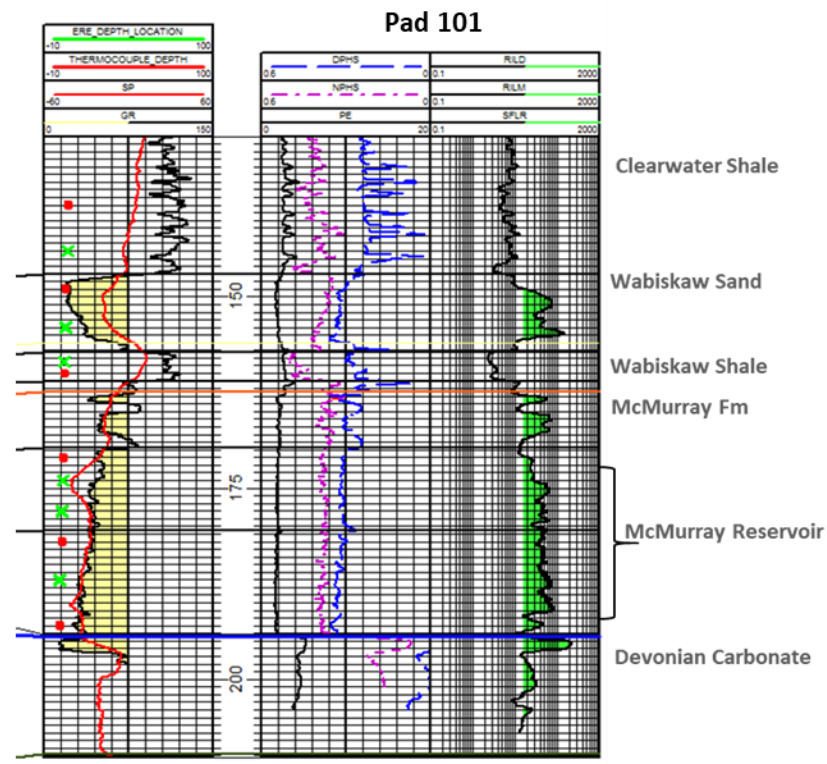 Pad 101
ERE_DEPTH_LOCATION
-10 100
THERMOCOUPLE_DEPTH
-10 100
SP
-60 60
GR
0 150
DPHS
0.6 0
NPHS
0.6 0
PE
0 20
RILD
0.1 2000
RILM
0.1 2000
SFLR
0.1 2000
Clearwater Shale
Wabiskaw Sand
150
Wabiskaw Shale
McMurray Fm
175
McMurray Reservoir
Devonian Carbonate
200